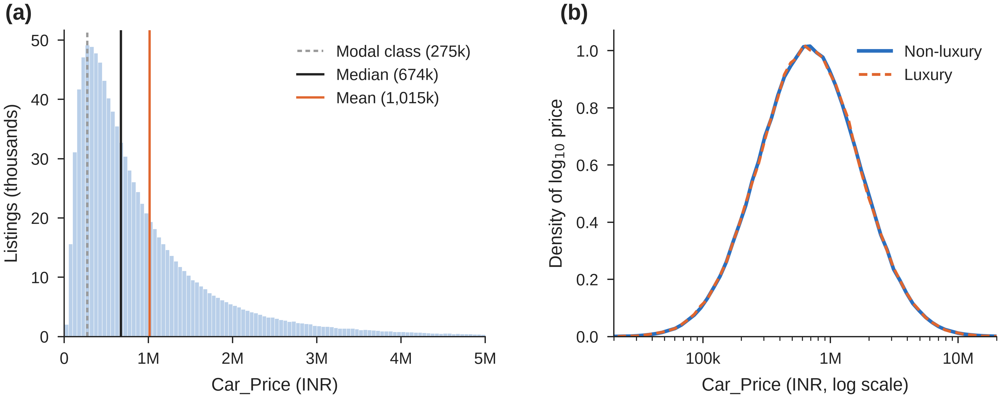 (a)
50
40
30
20
10
0
Listings (thousands)
Modal class (275k)
Median (674k)
Mean (1,015k)
0 1M 2M 3M 4M 5M
Car_Price (INR)
(b)
1.0
0.8
0.6
0.4
0.2
0.0
Density of log₁₀ price
Non-luxury
Luxury
100k 1M 10M
Car_Price (INR, log scale)